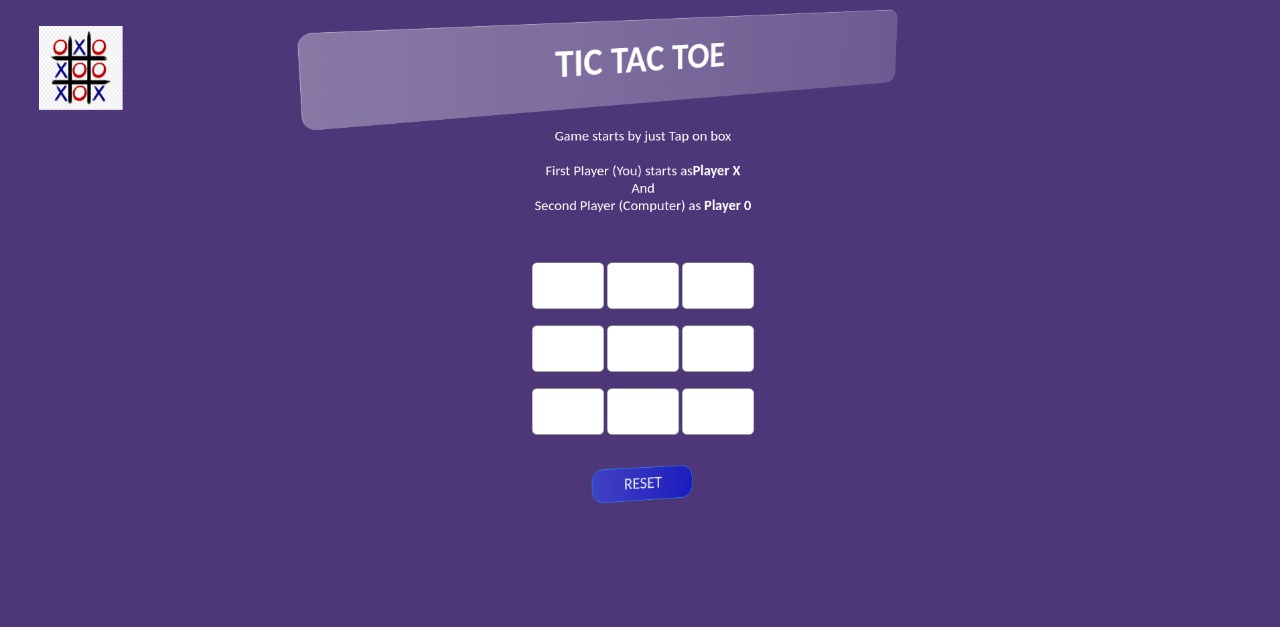 TIC TAC TOE
Game starts by just Tap on box
First Player (You) starts asPlayer X
And
Second Player (Computer) as Player 0
RESET